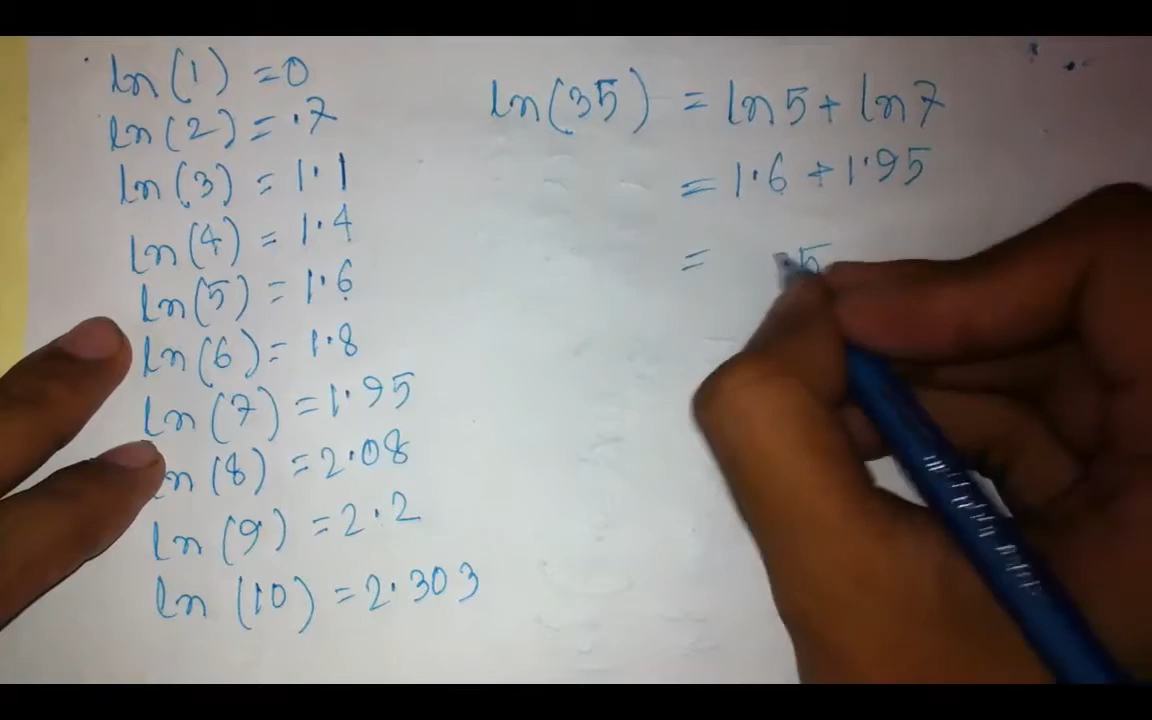 ln(1) =0
ln(2)= .7
ln(3) = 1.1
ln(4) = 1.4
ln(5) = 1.6
ln(6)= 1.8
ln(7) =1.95
ln(8) =2.08
ln(9) =2.2
ln(10) =2.303
ln(35) = ln5+ ln7
= 1.6 + 1.95
= 5